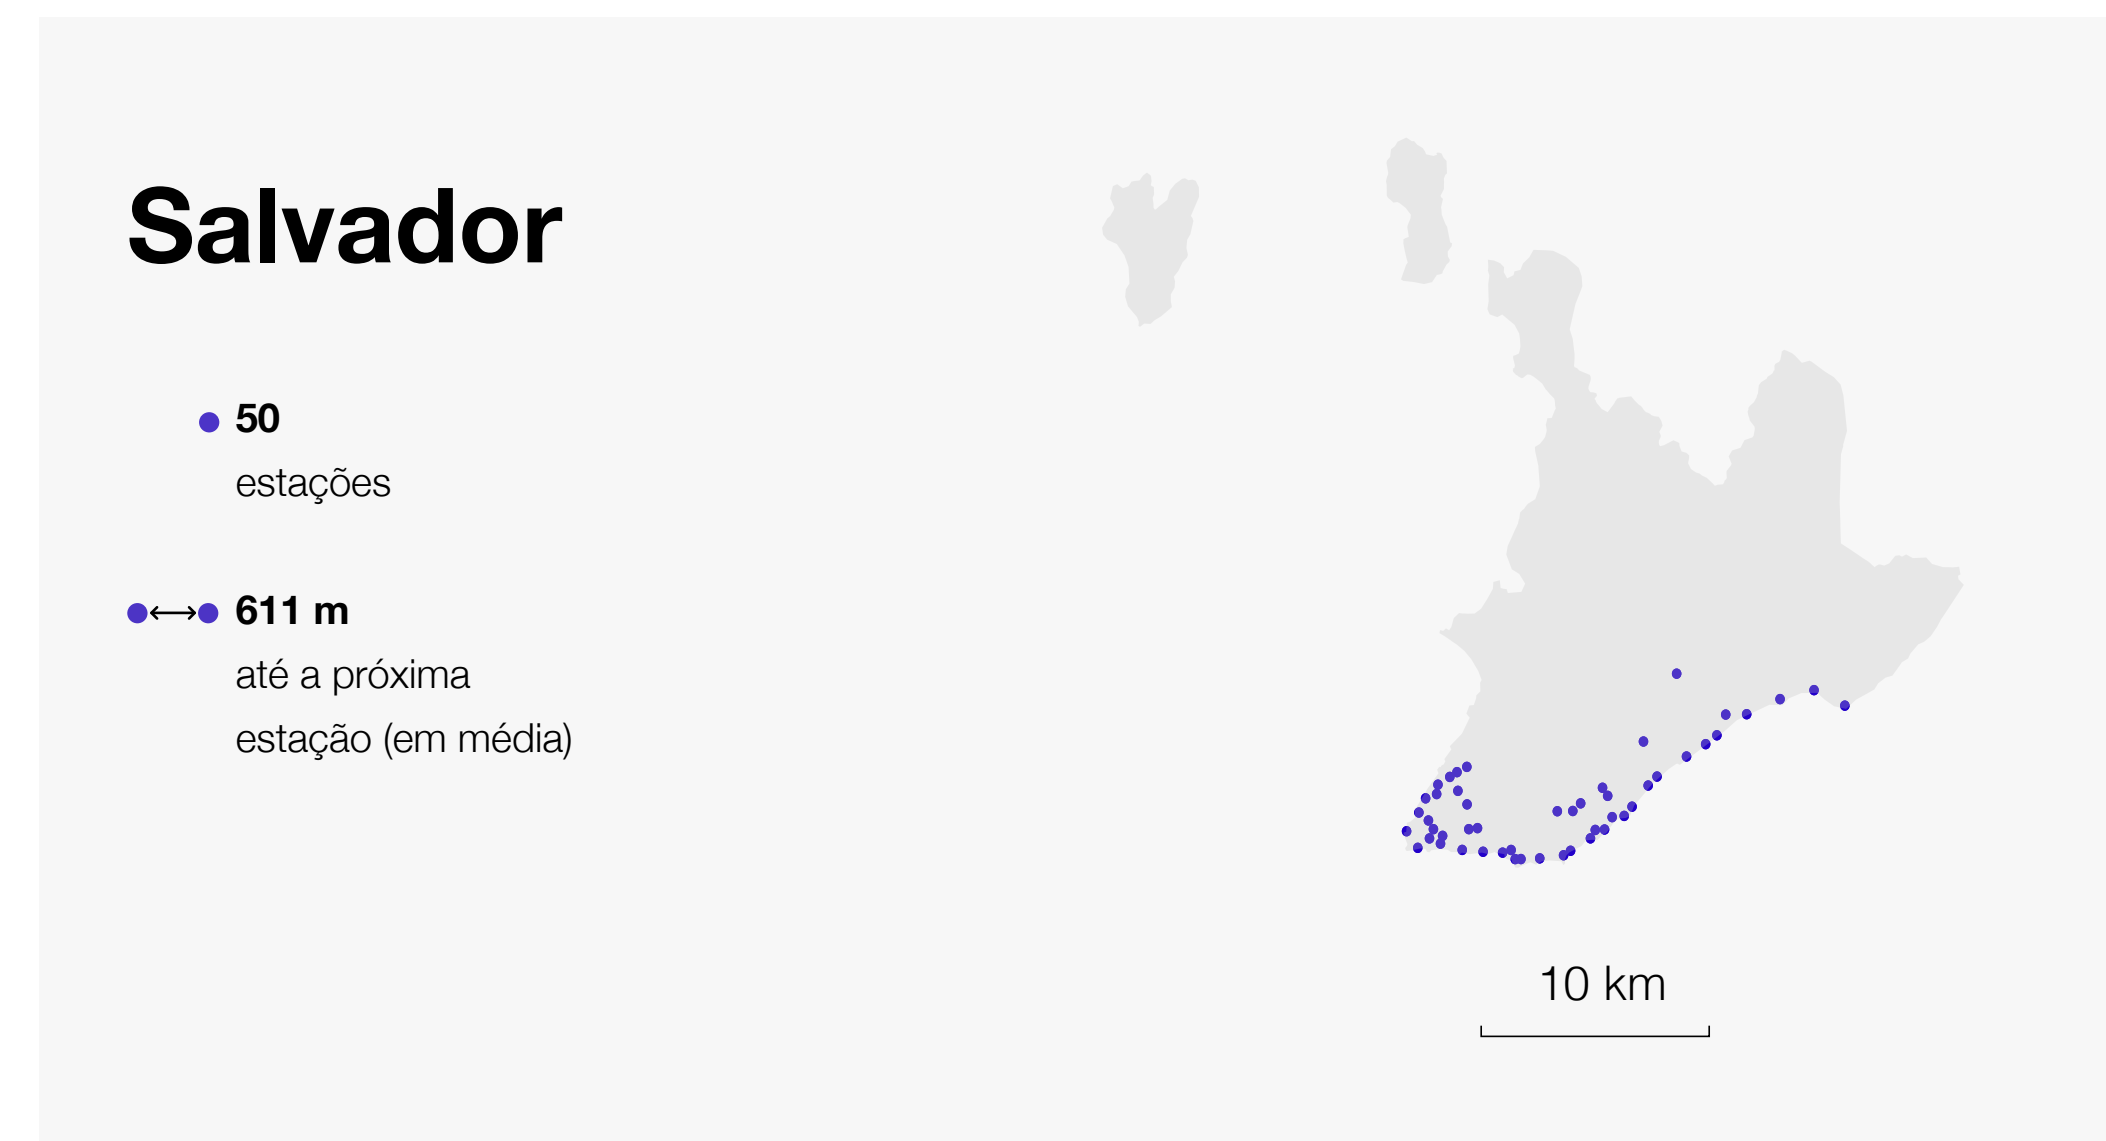 Salvador
50
estações
611 m
até a próxima
estação (em média)
10 km